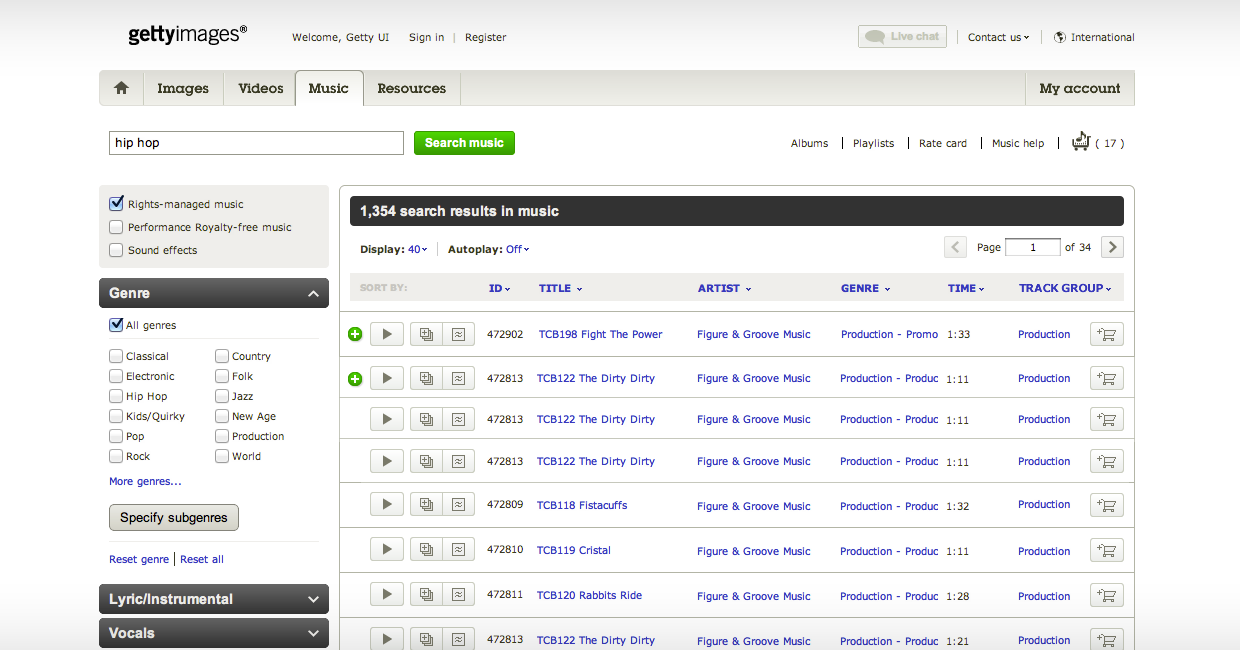 gettyimages®
Welcome, Getty UI Sign in | Register
Live chat Contact us International
Images Videos Music Resources My account
hip hop Search music
Albums Playlists Rate card Music help ( 17 )
Rights-managed music
Performance Royalty-free music
Sound effects
Genre
All genres
Classical Country
Electronic Folk
Hip Hop Jazz
Kids/Quirky New Age
Pop Production
Rock World
More genres...
Specify subgenres
Reset genre | Reset all
Lyric/Instrumental
Vocals
1,354 search results in music
Display: 40 Autoplay: Off Page 1 of 34
SORT BY: ID TITLE ARTIST GENRE TIME TRACK GROUP
472902 TCB198 Fight The Power Figure & Groove Music Production - Promo 1:33 Production
472813 TCB122 The Dirty Dirty Figure & Groove Music Production - Produc 1:11 Production
472813 TCB122 The Dirty Dirty Figure & Groove Music Production - Produc 1:11 Production
472813 TCB122 The Dirty Dirty Figure & Groove Music Production - Produc 1:11 Production
472809 TCB118 Fistacuffs Figure & Groove Music Production - Produc 1:32 Production
472810 TCB119 Cristal Figure & Groove Music Production - Produc 1:11 Production
472811 TCB120 Rabbits Ride Figure & Groove Music Production - Produc 1:28 Production
472813 TCB122 The Dirty Dirty Figure & Groove Music Production - Produc 1:21 Production